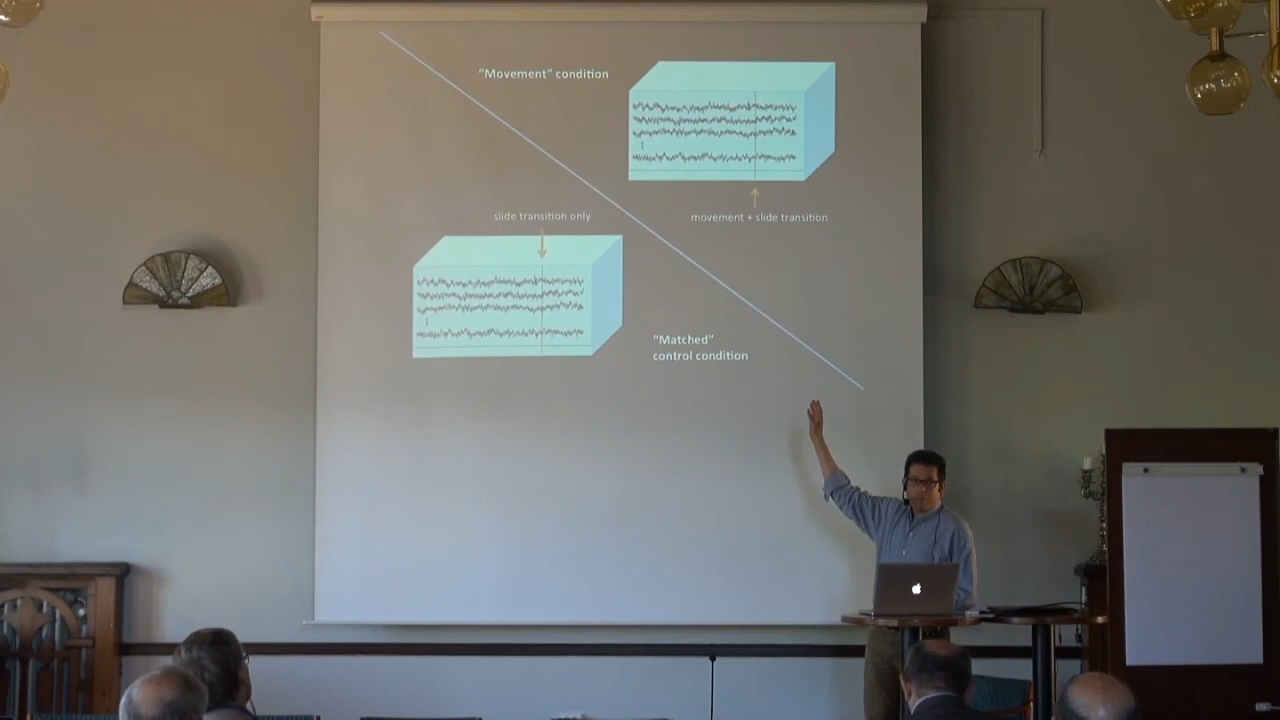 "Movement" condition
movement + slide transition
slide transition only
"Matched"
control condition